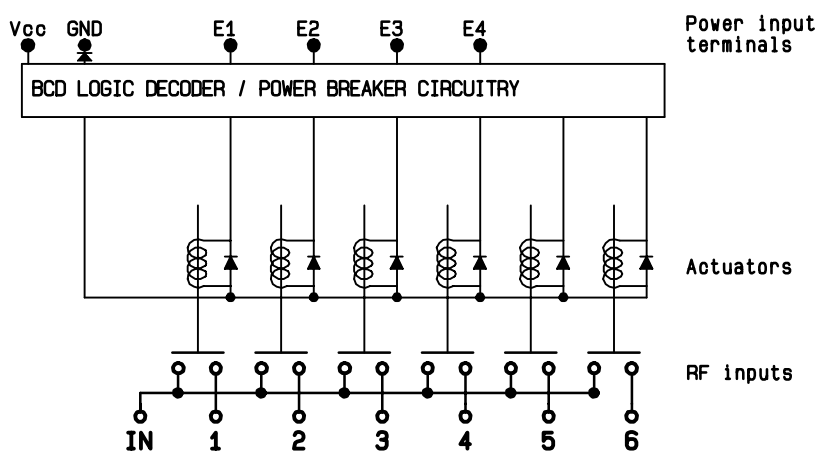 Vcc GND E1 E2 E3 E4 Power input
terminals
BCD LOGIC DECODER / POWER BREAKER CIRCUITRY
Actuators
RF inputs
IN 1 2 3 4 5 6